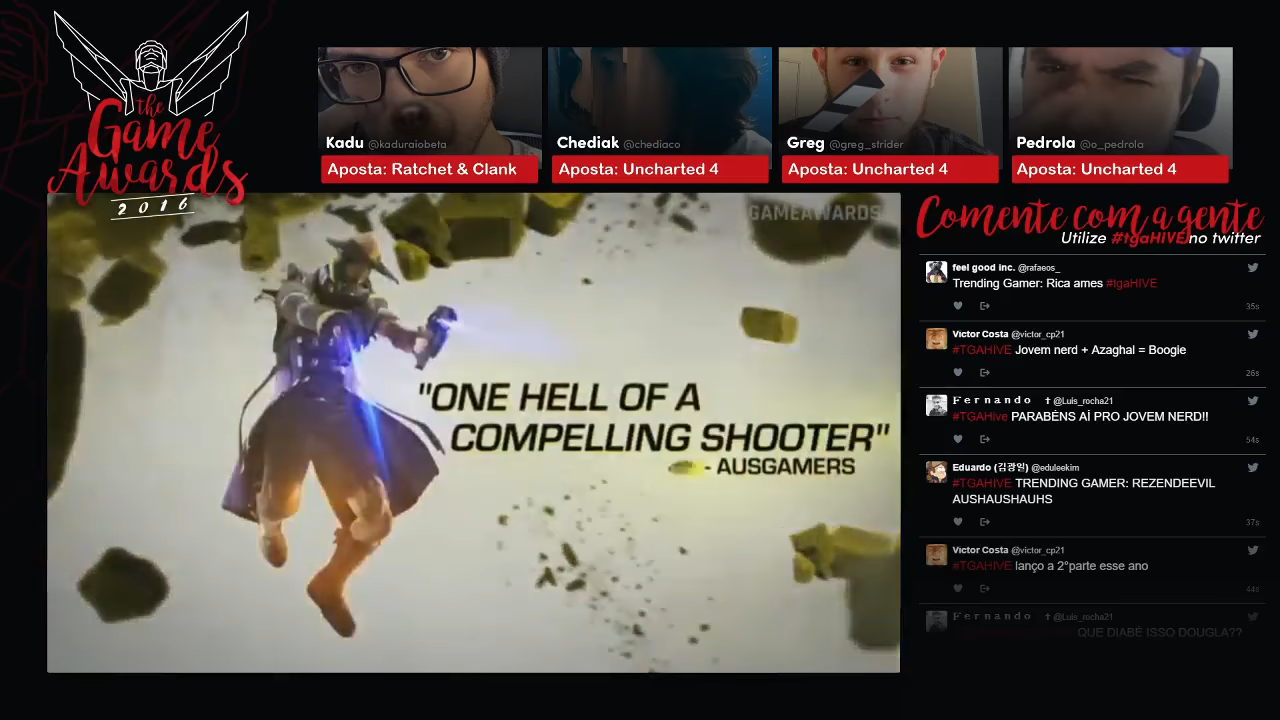 the
Game
Awards
2016
Kadu @kaduraiobeta
Aposta: Ratchet & Clank
Chediak @chediaco
Aposta: Uncharted 4
Greg @greg_strider
Aposta: Uncharted 4
Pedrola @o_pedrola
Aposta: Uncharted 4
GAMEAWARDS
"ONE HELL OF A
COMPELLING SHOOTER"
- AUSGAMERS
Comente com a gente
Utilize #tgaHIVE no twitter
feel good inc. @rafaeos_
Trending Gamer: Rica ames #tgaHIVE
35s
Victor Costa @victor_cp21
#TGAHIVE Jovem nerd + Azaghal = Boogie
26s
Fernando ✝ @Luis_rocha21
#TGAHive PARABÉNS AÍ PRO JOVEM NERD!!
54s
Eduardo (김광일) @eduleekim
#TGAHIVE TRENDING GAMER: REZENDEEVIL
AUSHAUSHAUHS
37s
Victor Costa @victor_cp21
#TGAHIVE lanço a 2°parte esse ano
44s
Fernando ✝ @Luis_rocha21
QUE DIABÉ ISSO DOUGLA??